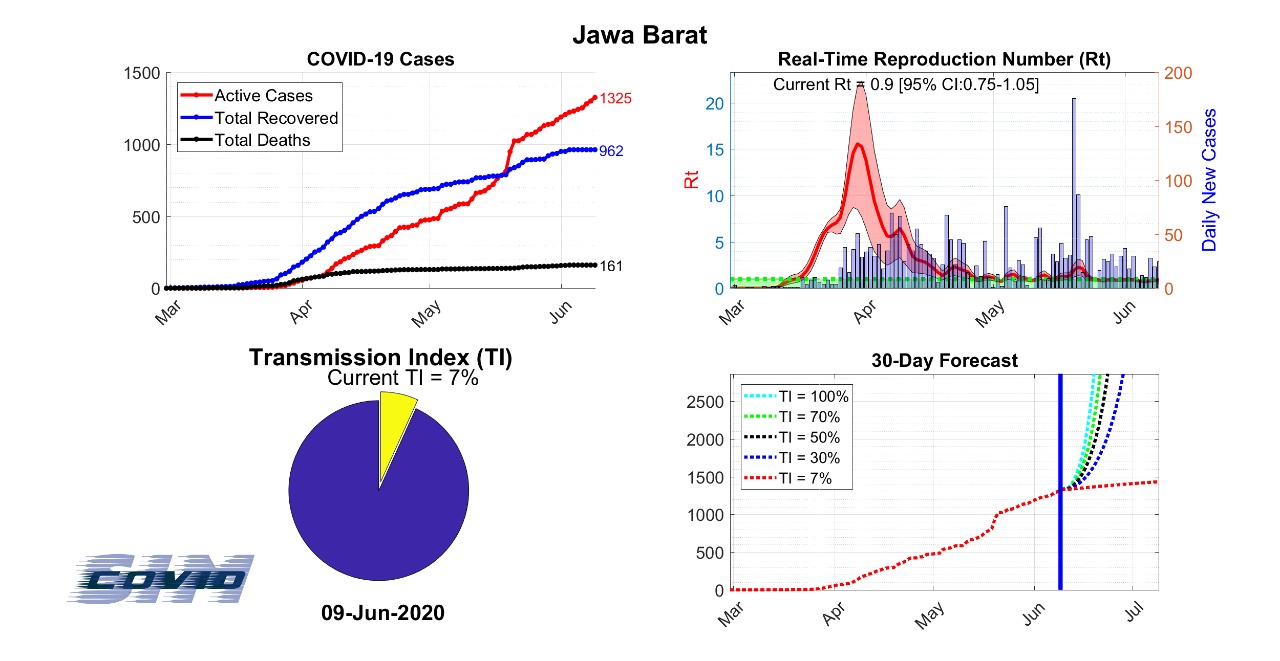 Jawa Barat
COVID-19 Cases
1500
1000
500
0
Active Cases
Total Recovered
Total Deaths
1325
962
161
Mar
Apr
May
Jun
Real-Time Reproduction Number (Rt)
Current Rt = 0.9 [95% CI:0.75-1.05]
Rt
20
15
10
5
0
200
150
100
50
0
Daily New Cases
Mar
Apr
May
Jun
Transmission Index (TI)
Current TI = 7%
09-Jun-2020
SIN
COVID
30-Day Forecast
2500
2000
1500
1000
500
0
TI = 100%
TI = 70%
TI = 50%
TI = 30%
TI = 7%
Mar
Apr
May
Jun
Jul